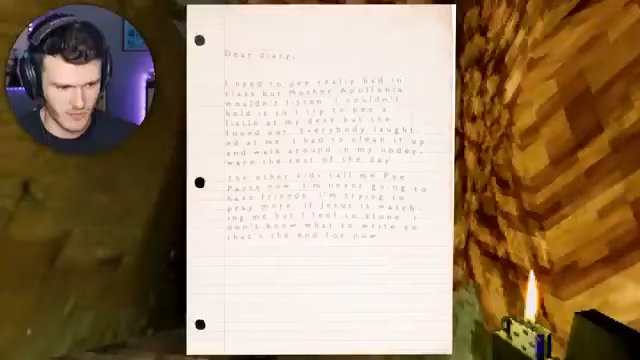 Dear diary,
I need to pee really bad in
class but Mother Apollonia
wouldn't listen. I couldn't
hold it so I try to pee a
little at my desk but she
found out. Everybody laught
ed at me. I had to clean it up
and walk around in my under-
ware the rest of the day.
The other kids call me Pee
Pants now. I'm never going to
have friends. I'm trying to
pray more. If Jesus is watch-
ing me but I feel so alone. I
don't know what to write so
that's the end for now